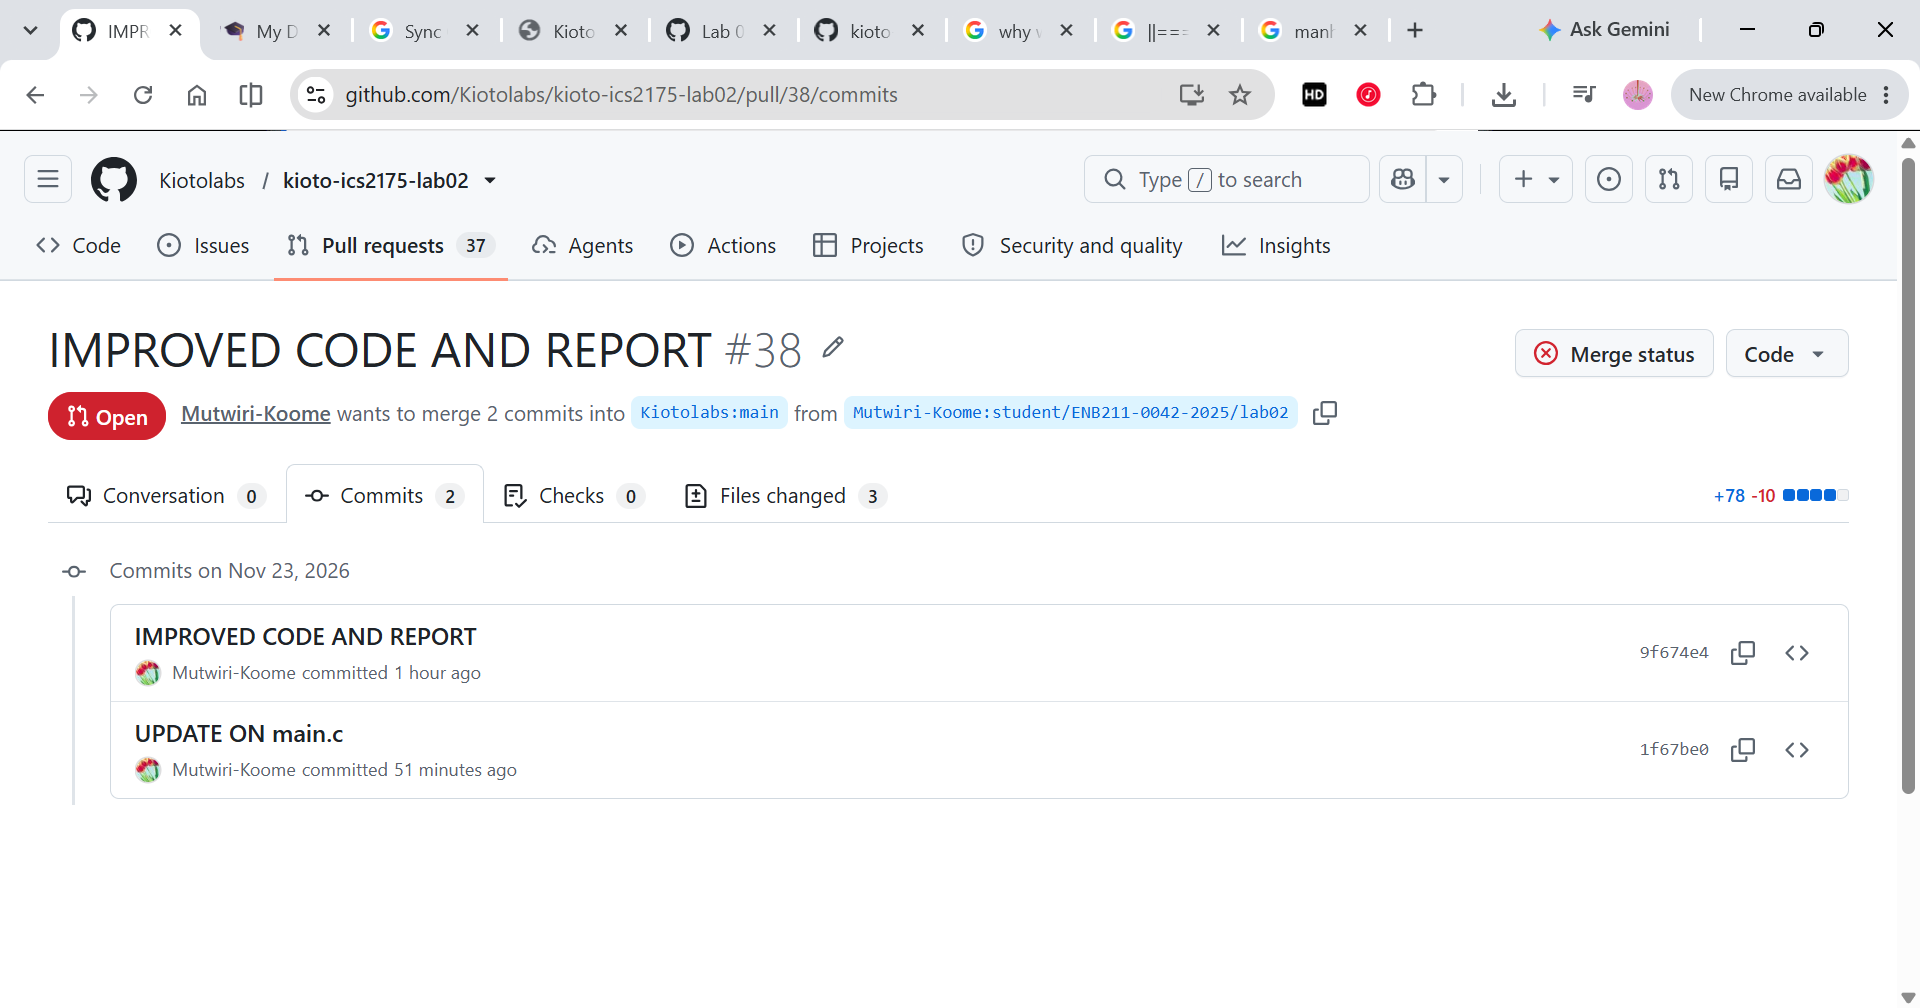 IMPR
My D
Sync
Kioto
Lab 0
kioto
why w
||===
manh
Ask Gemini
github.com/Kiotolabs/kioto-ics2175-lab02/pull/38/commits
HD
New Chrome available
Kiotolabs / kioto-ics2175-lab02
Type / to search
Code
Issues
Pull requests 37
Agents
Actions
Projects
Security and quality
Insights
IMPROVED CODE AND REPORT #38
Merge status
Code
Open
Mutwiri-Koome wants to merge 2 commits into Kiotolabs:main from Mutwiri-Koome:student/ENB211-0042-2025/lab02
Conversation 0
Commits 2
Checks 0
Files changed 3
+78 -10
Commits on Nov 23, 2026
IMPROVED CODE AND REPORT
Mutwiri-Koome committed 1 hour ago
9f674e4
UPDATE ON main.c
Mutwiri-Koome committed 51 minutes ago
1f67be0